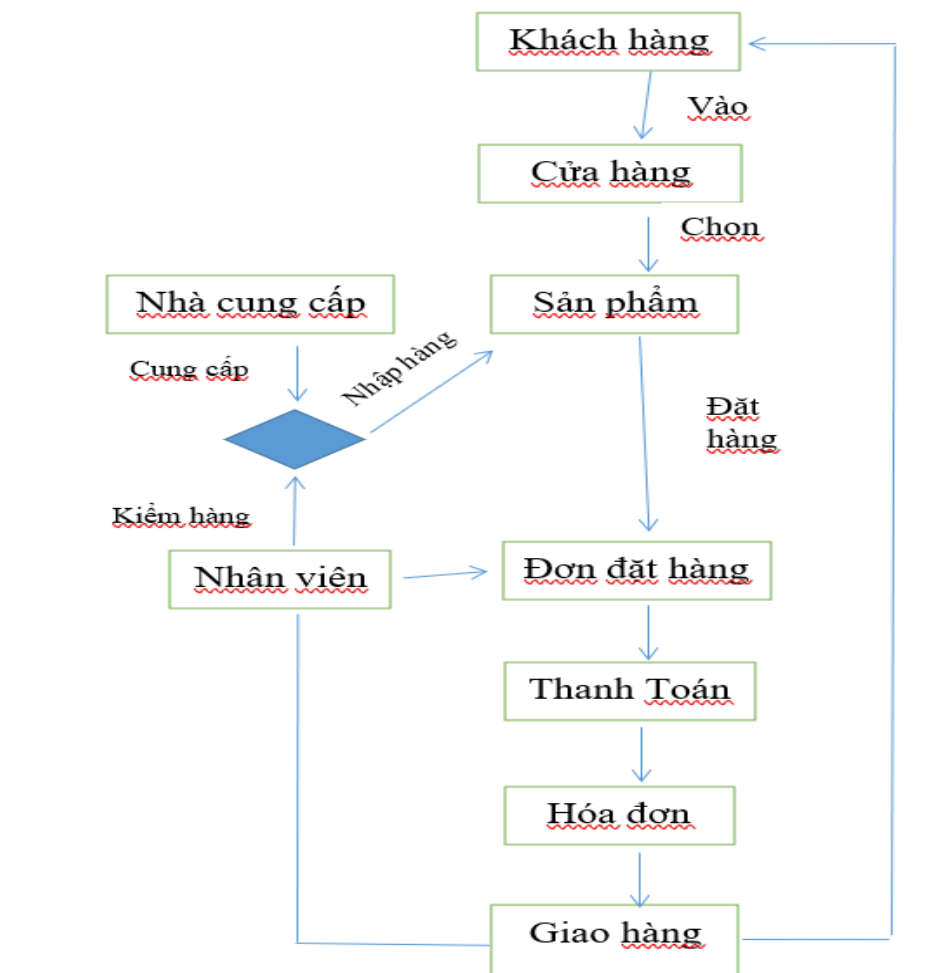 Khách hàng
Vào
Cửa hàng
Chọn
Nhà cung cấp
Sản phẩm
Cung cấp
Nhập hàng
Đặt
hàng
Kiểm hàng
Nhân viên
Đơn đặt hàng
Thanh Toán
Hóa đơn
Giao hàng